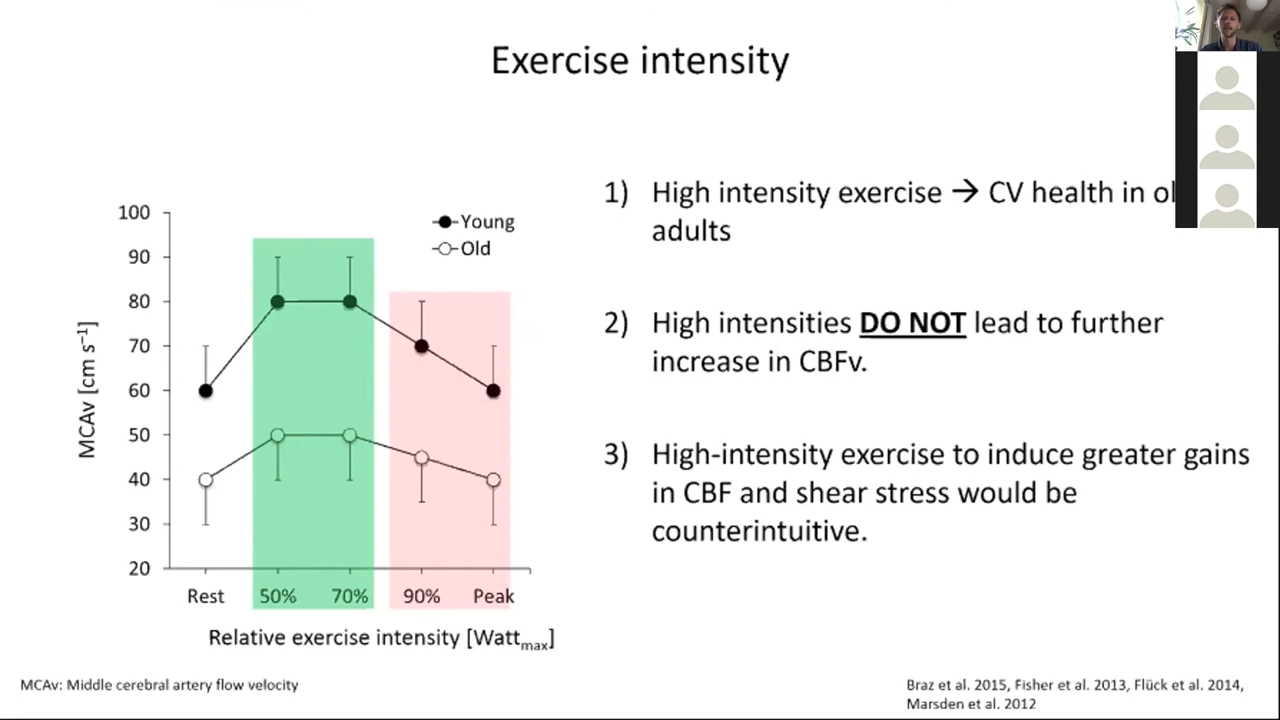 Exercise intensity
100
90
80
70
60
50
40
30
20
MCAv [cm s⁻¹]
Young
Old
Rest 50% 70% 90% Peak
Relative exercise intensity [Wattmax]
1) High intensity exercise → CV health in
adults
2) High intensities DO NOT lead to further
increase in CBFv.
3) High-intensity exercise to induce greater gains
in CBF and shear stress would be
counterintuitive.
MCAv: Middle cerebral artery flow velocity
Braz et al. 2015, Fisher et al. 2013, Flück et al. 2014,
Marsden et al. 2012